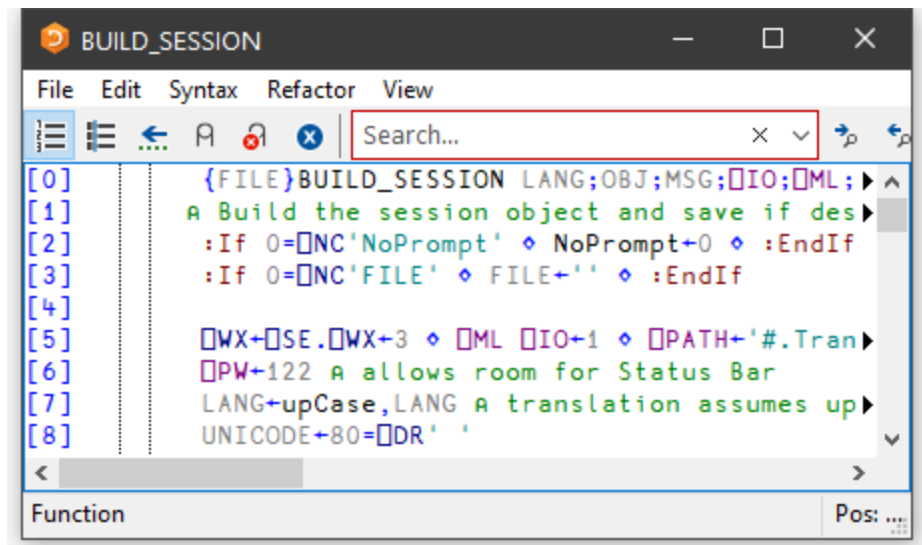 BUILD_SESSION
File Edit Syntax Refactor View
Search...
[0] {FILE}BUILD_SESSION LANG;OBJ;MSG;⎕IO;⎕ML;
[1] ⍝ Build the session object and save if des
[2] :If 0=⎕NC'NoPrompt' ⋄ NoPrompt←0 ⋄ :EndIf
[3] :If 0=⎕NC'FILE' ⋄ FILE←'' ⋄ :EndIf
[4]
[5] ⎕WX←⎕SE.⎕WX←3 ⋄ ⎕ML ⎕IO←1 ⋄ ⎕PATH←'#.Tran
[6] ⎕PW←122 ⍝ allows room for Status Bar
[7] LANG←upCase,LANG ⍝ translation assumes up
[8] UNICODE←80=⎕DR' '
Function Pos: ...